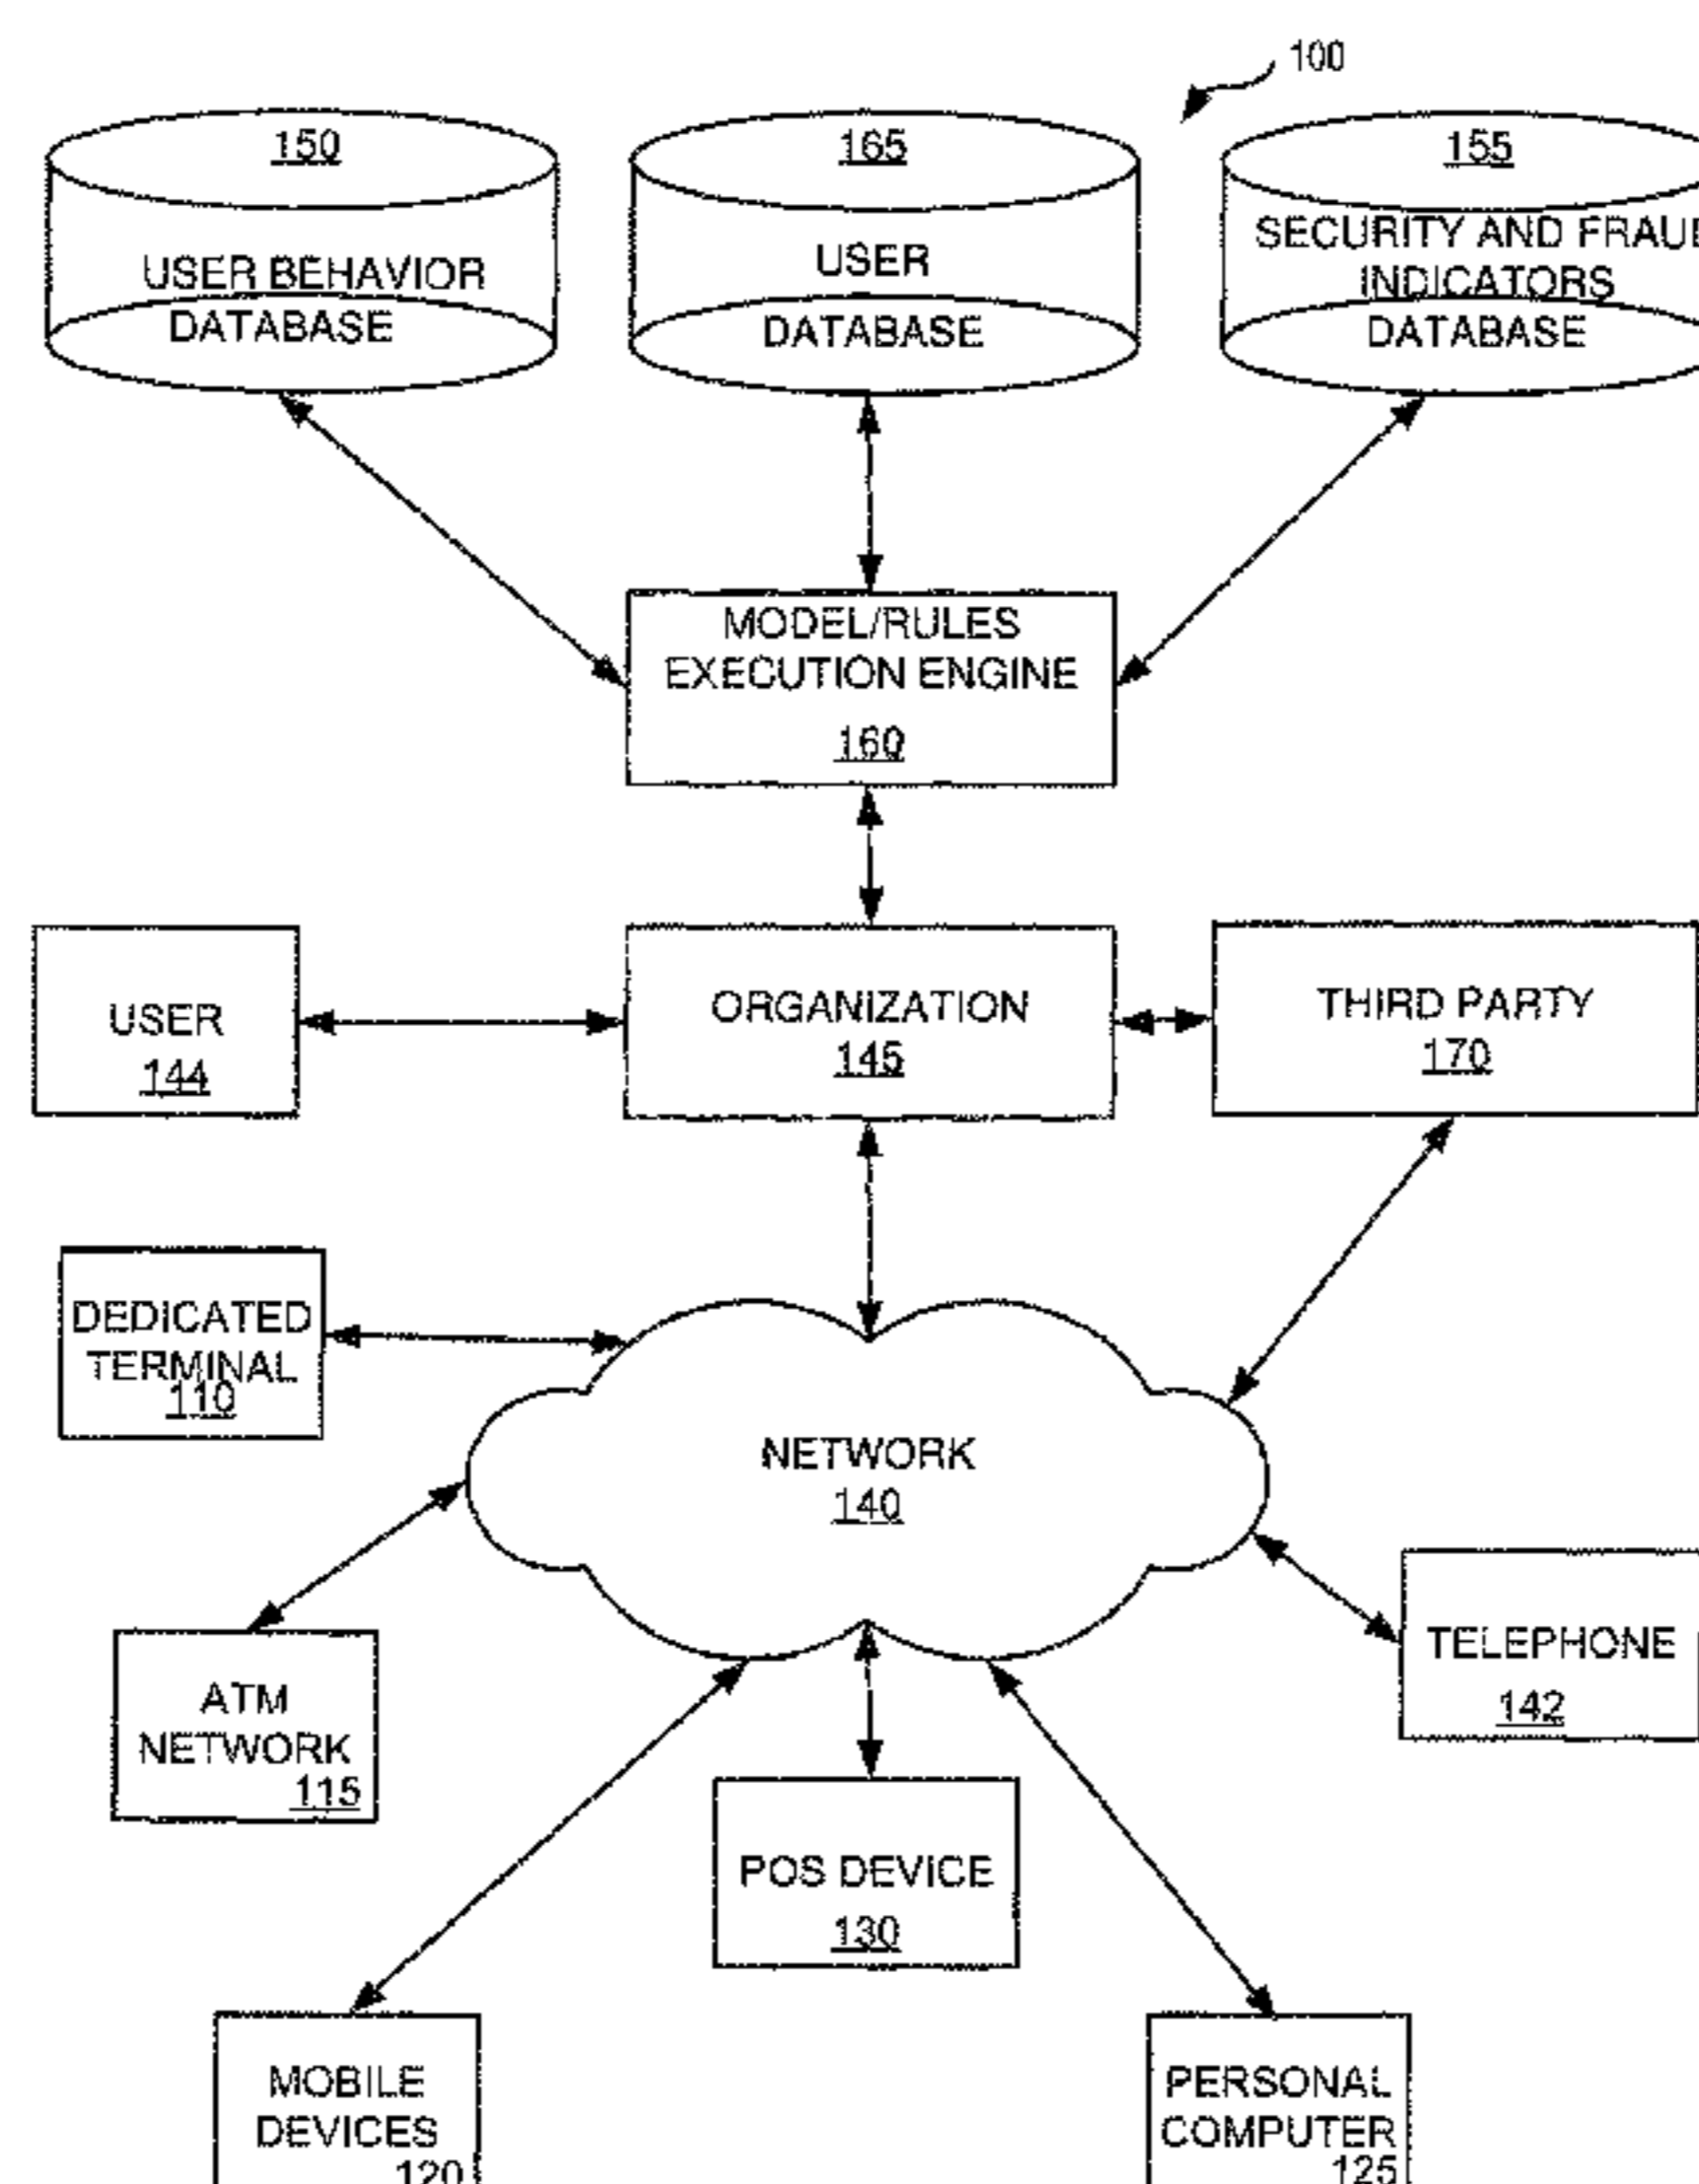 100
150
USER BEHAVIOR
DATABASE
165
USER
DATABASE
155
SECURITY AND FRAUD
INDICATORS
DATABASE
MODEL/RULES
EXECUTION ENGINE
160
USER
144
ORGANIZATION
145
THIRD PARTY
170
DEDICATED
TERMINAL
110
NETWORK
140
ATM
NETWORK
115
TELEPHONE
142
POS DEVICE
130
MOBILE
DEVICES
120
PERSONAL
COMPUTER
125